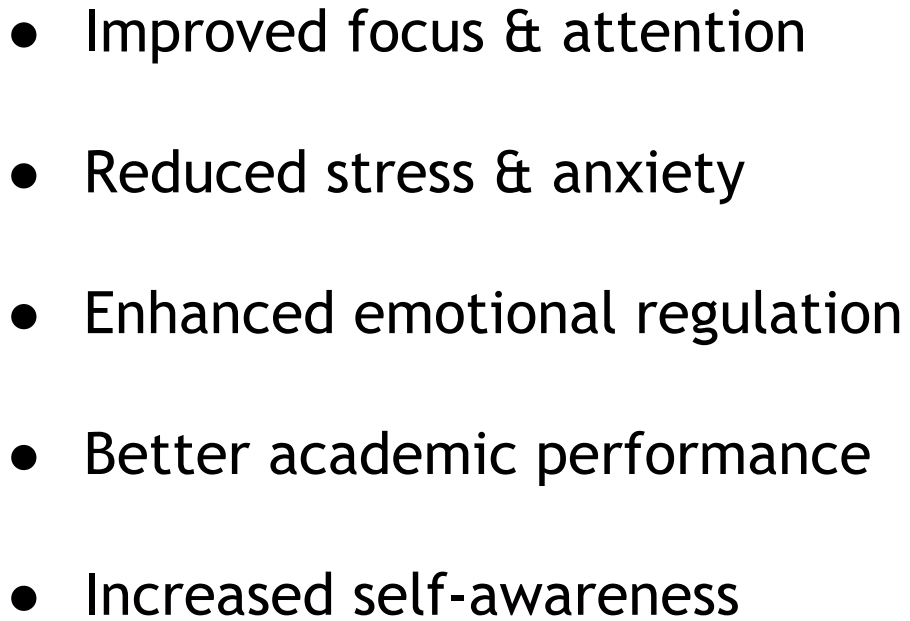 ● Improved focus & attention
● Reduced stress & anxiety
● Enhanced emotional regulation
● Better academic performance
● Increased self-awareness